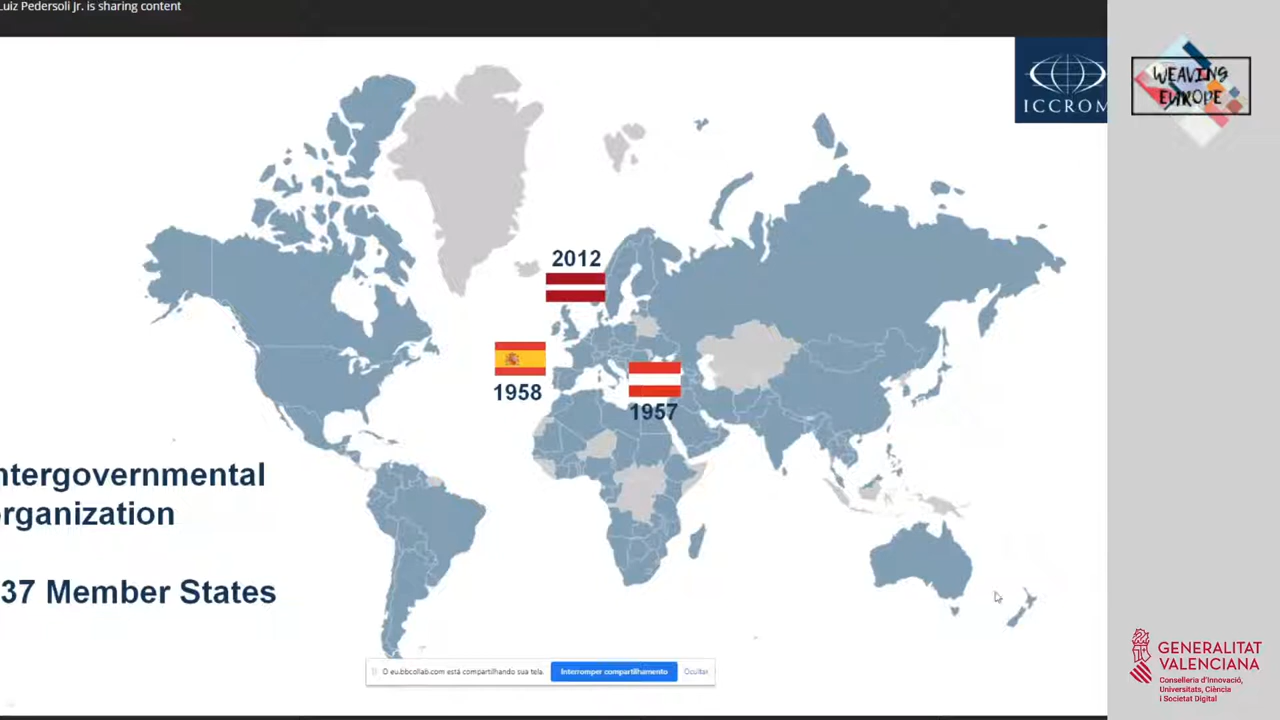 uiz Pedersoli Jr. is sharing content
ICCROM
WEAVING
EUROPE
2012
1958
1957
ntergovernmental
rganization
37 Member States
O eu.bbcollab.com está compartilhando sua tela.
Interromper compartilhamento
Ocultar
GENERALITAT
VALENCIANA
Conselleria d'Innovació,
Universitats, Ciència
i Societat Digital